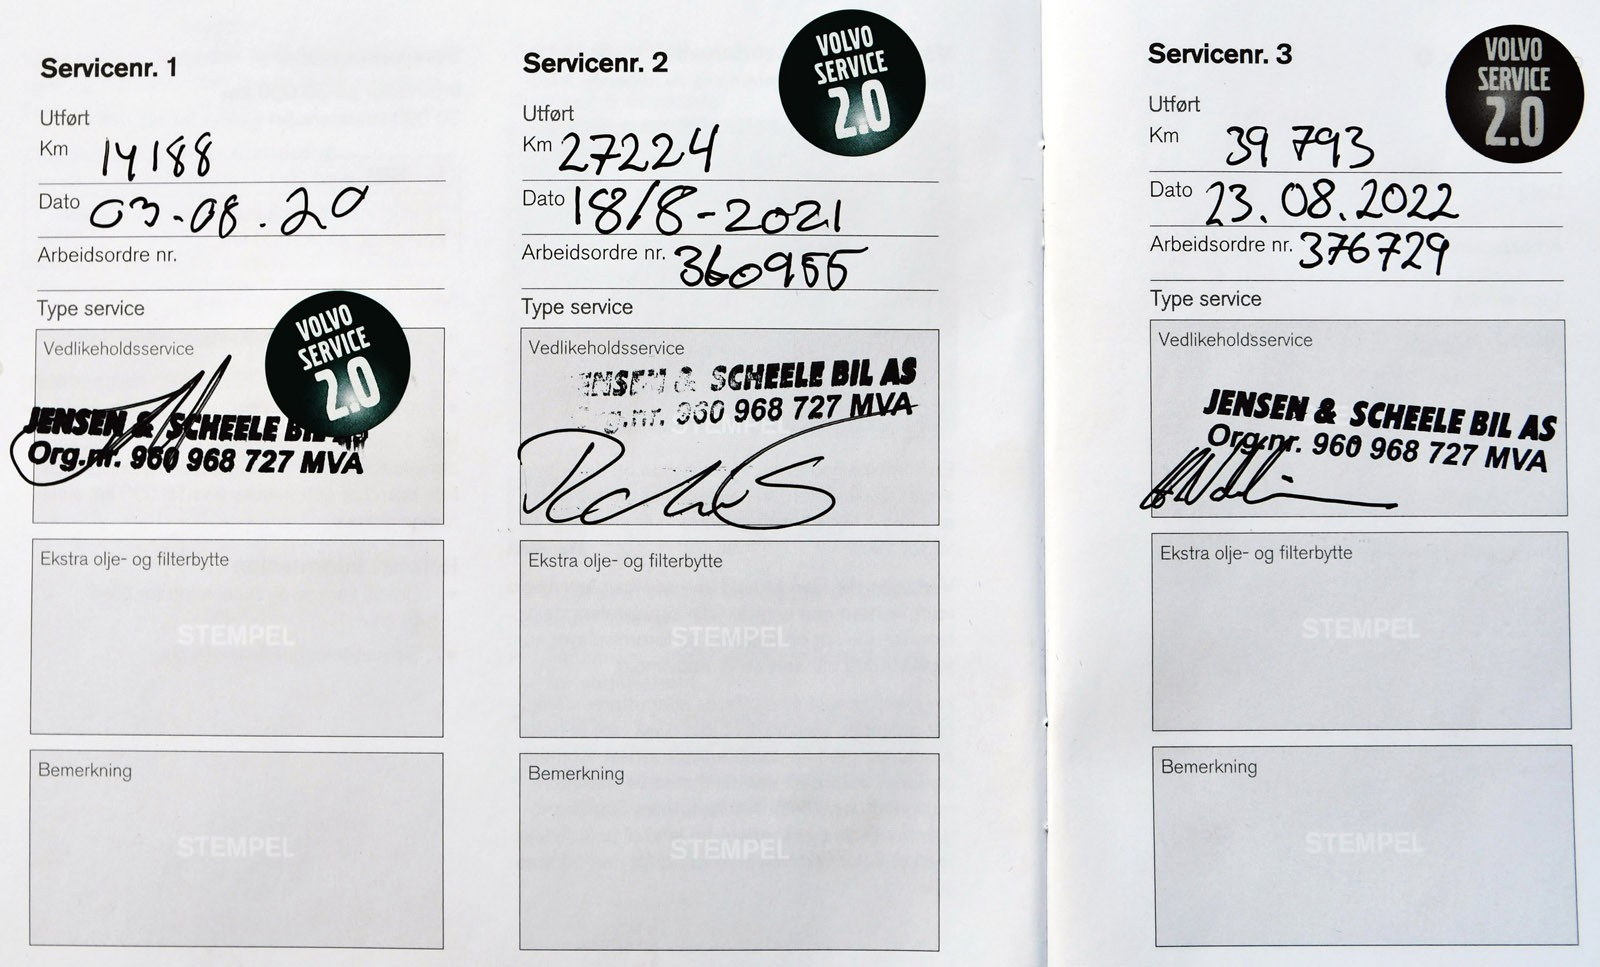 Servicenr. 1
Utført
Km 14188
Dato 03-08.20
Arbeidsordre nr.
Type service
Vedlikeholdsservice
VOLVO
SERVICE
2.0
JENSEN & SCHEELE BIL AS
Org.nr. 960 968 727 MVA
Ekstra olje- og filterbytte
STEMPEL
Bemerkning
STEMPEL
Servicenr. 2
VOLVO
SERVICE
2.0
Utført
Km 27224
Dato 18/8-2021
Arbeidsordre nr. 360955
Type service
Vedlikeholdsservice
JENSEN & SCHEELE BIL AS
Org.nr. 960 968 727 MVA
Ekstra olje- og filterbytte
STEMPEL
Bemerkning
STEMPEL
Servicenr. 3
VOLVO
SERVICE
2.0
Utført
Km 39 793
Dato 23.08.2022
Arbeidsordre nr. 376729
Type service
Vedlikeholdsservice
JENSEN & SCHEELE BIL AS
Org.nr. 960 968 727 MVA
Ekstra olje- og filterbytte
STEMPEL
Bemerkning
STEMPEL